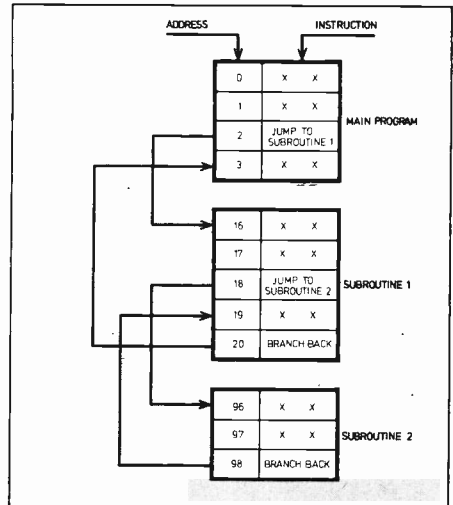 ADDRESS INSTRUCTION
0 X X
1 X X
2 JUMP TO SUBROUTINE 1
3 X X
MAIN PROGRAM
16 X X
17 X X
18 JUMP TO SUBROUTINE 2
19 X X
20 BRANCH BACK
SUBROUTINE 1
96 X X
97 X X
98 BRANCH BACK
SUBROUTINE 2